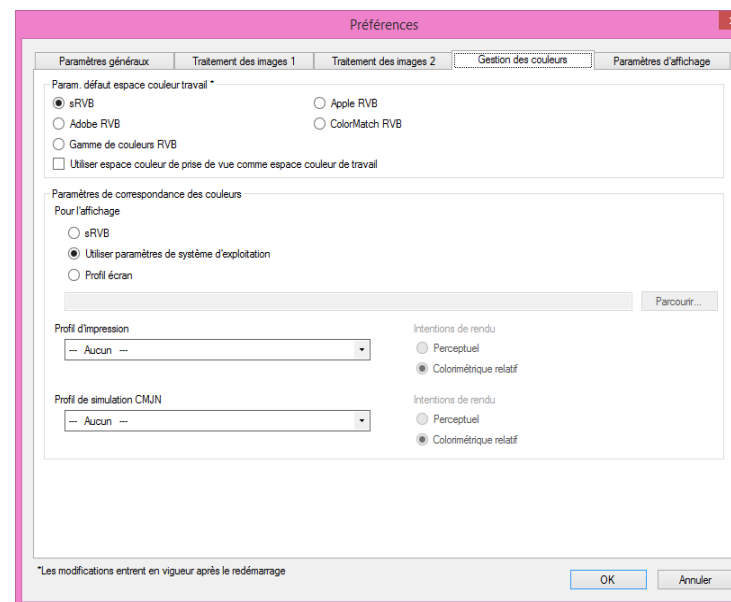 Préférences
Paramètres généraux
Traitement des images 1
Traitement des images 2
Gestion des couleurs
Paramètres d'affichage
Param. défaut espace couleur travail *
sRVB
Apple RVB
Adobe RVB
ColorMatch RVB
Gamme de couleurs RVB
Utiliser espace couleur de prise de vue comme espace couleur de travail
Paramètres de correspondance des couleurs
Pour l'affichage
sRVB
Utiliser paramètres de système d'exploitation
Profil écran
Parcourir...
Profil d'impression
Intentions de rendu
--- Aucun ---
Perceptuel
Colorimétrique relatif
Profil de simulation CMJN
Intentions de rendu
--- Aucun ---
Perceptuel
Colorimétrique relatif
*Les modifications entrent en vigueur après le redémarrage
OK
Annuler